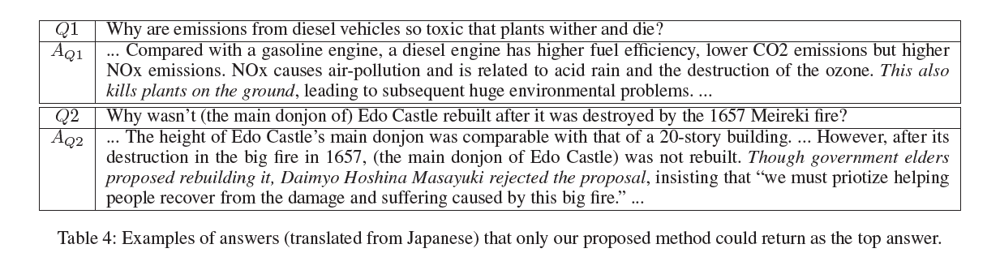 Q1 Why are emissions from diesel vehicles so toxic that plants wither and die?
A_Q1 ... Compared with a gasoline engine, a diesel engine has higher fuel efficiency, lower CO2 emissions but higher
NOx emissions. NOx causes air-pollution and is related to acid rain and the destruction of the ozone. This also
kills plants on the ground, leading to subsequent huge environmental problems. ...
Q2 Why wasn't (the main donjon of) Edo Castle rebuilt after it was destroyed by the 1657 Meireki fire?
A_Q2 ... The height of Edo Castle's main donjon was comparable with that of a 20-story building. ... However, after its
destruction in the big fire in 1657, (the main donjon of Edo Castle) was not rebuilt. Though government elders
proposed rebuilding it, Daimyo Hoshina Masayuki rejected the proposal, insisting that “we must priotize helping
people recover from the damage and suffering caused by this big fire.” ...
Table 4: Examples of answers (translated from Japanese) that only our proposed method could return as the top answer.